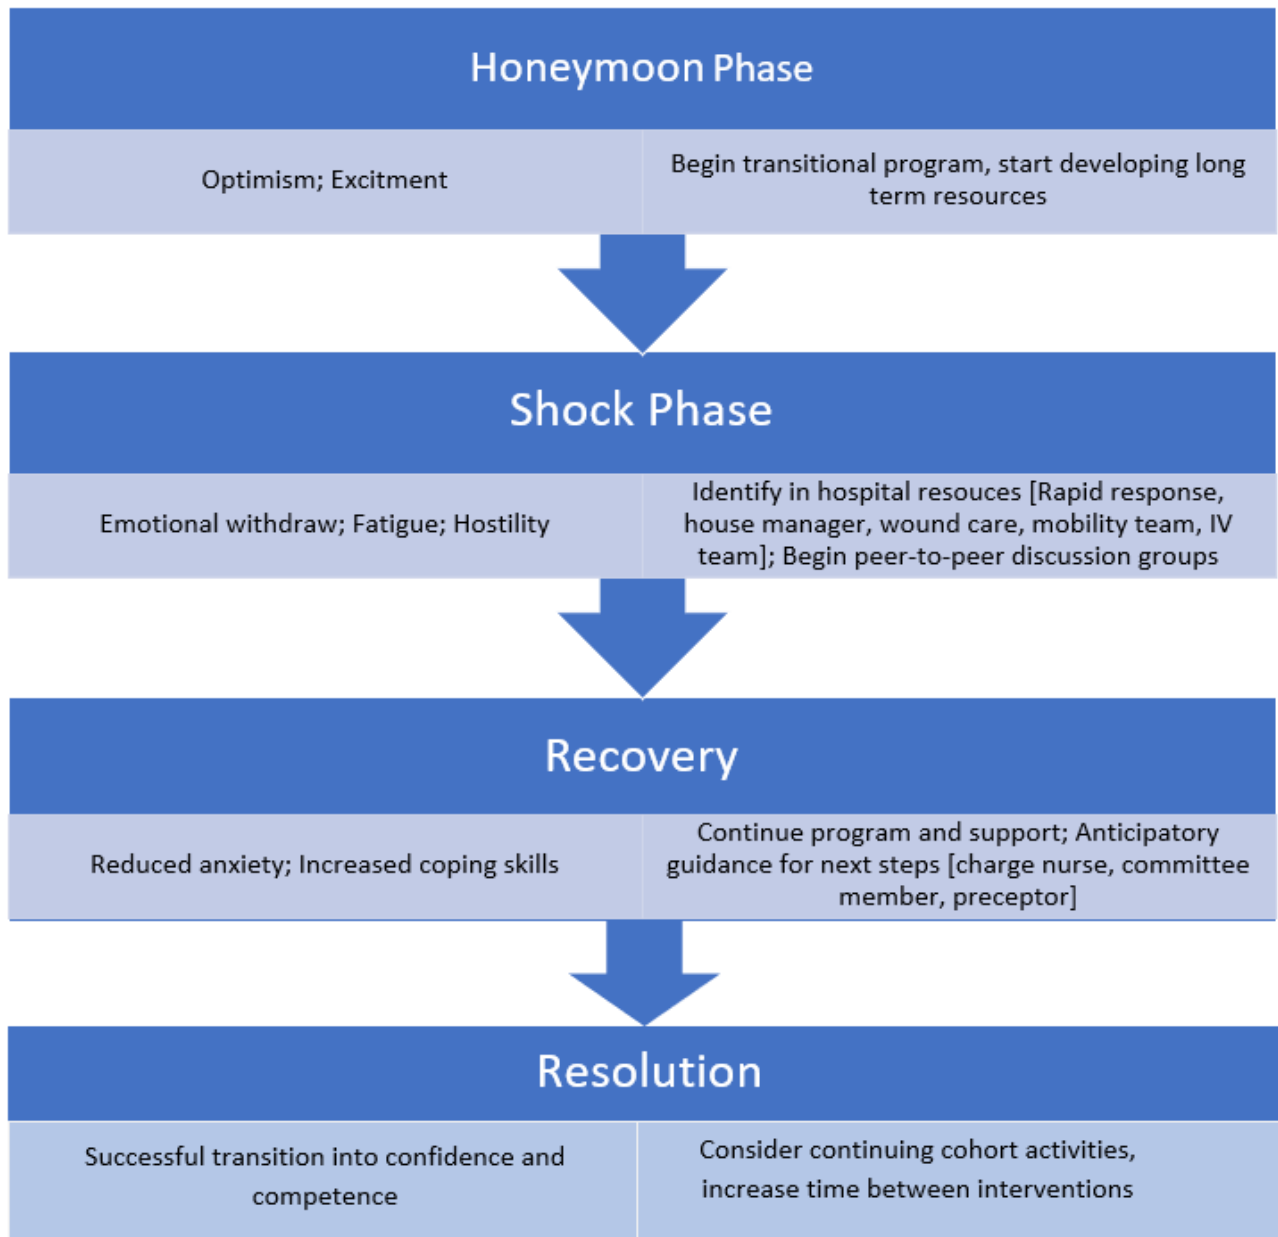 Honeymoon Phase
Optimism; Excitment
Begin transitional program, start developing long
term resources
Shock Phase
Emotional withdraw; Fatigue; Hostility
Identify in hospital resouces [Rapid response,
house manager, wound care, mobility team, IV
team]; Begin peer-to-peer discussion groups
Recovery
Reduced anxiety; Increased coping skills
Continue program and support; Anticipatory
guidance for next steps [charge nurse, committee
member, preceptor]
Resolution
Successful transition into confidence and
competence
Consider continuing cohort activities,
increase time between interventions